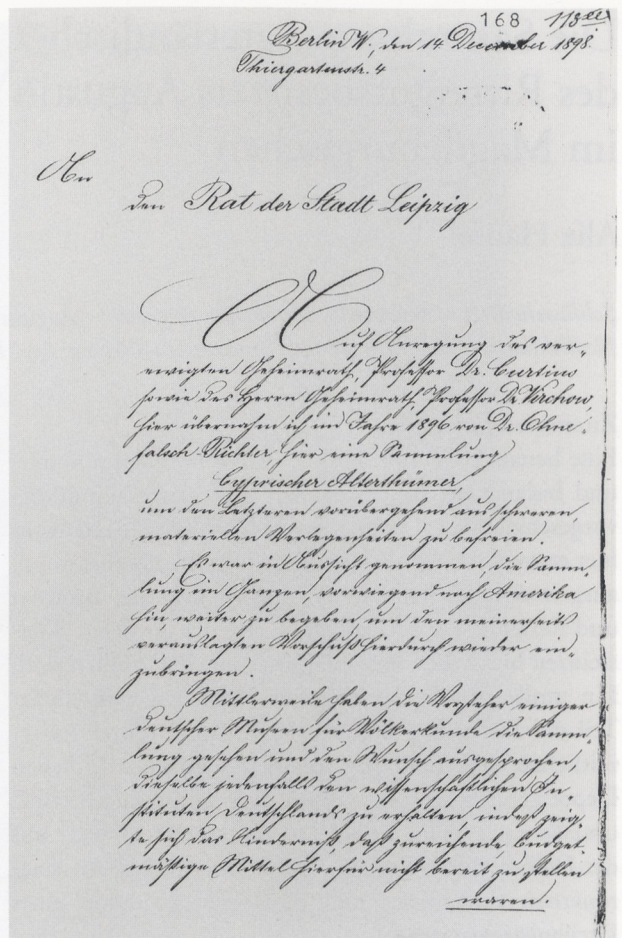 168
Berlin W., den 14 December 1898.
Thiergartenstr. 4
An
den Rat der Stadt Leipzig
Auf Anregung des ver-
ewigten Geheimrath, Professor Dr. Curtius
sowie des Herrn Geheimrath, Professor Dr. Virchow,
hier übernahm ich im Jahre 1896 von Dr. Ohne-
falsch-Richter, hier eine Sammlung
Cyprischer Alterthümer,
um den Letzteren vorübergehend aus schweren,
materiellen Verlegenheiten zu befreien.
Es war in Aussicht genommen, die Samm-
lung im Ganzen, vorwiegend nach Amerika
hin, weiter zu begeben, um den meinerseits
verauslagten Vorschuß hierdurch wieder ein-
zubringen.
Mittlerweile haben die Vorsteher einiger
deutscher Museen für Völkerkunde die Samm-
lung gesehen und den Wunsch ausgesprochen,
dieselbe jedenfalls den wissenschaftlichen In-
stituten Deutschlands zu erhalten, indeß zeig-
te sich das Hinderniß, daß zureichende, budget
mäßige Mittel hierfür nicht bereit zu stellen
waren.